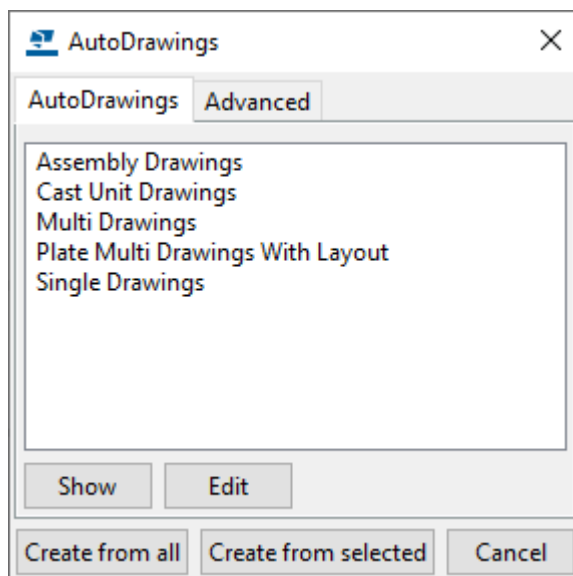 AutoDrawings
AutoDrawings Advanced
Assembly Drawings
Cast Unit Drawings
Multi Drawings
Plate Multi Drawings With Layout
Single Drawings
Show Edit
Create from all Create from selected Cancel